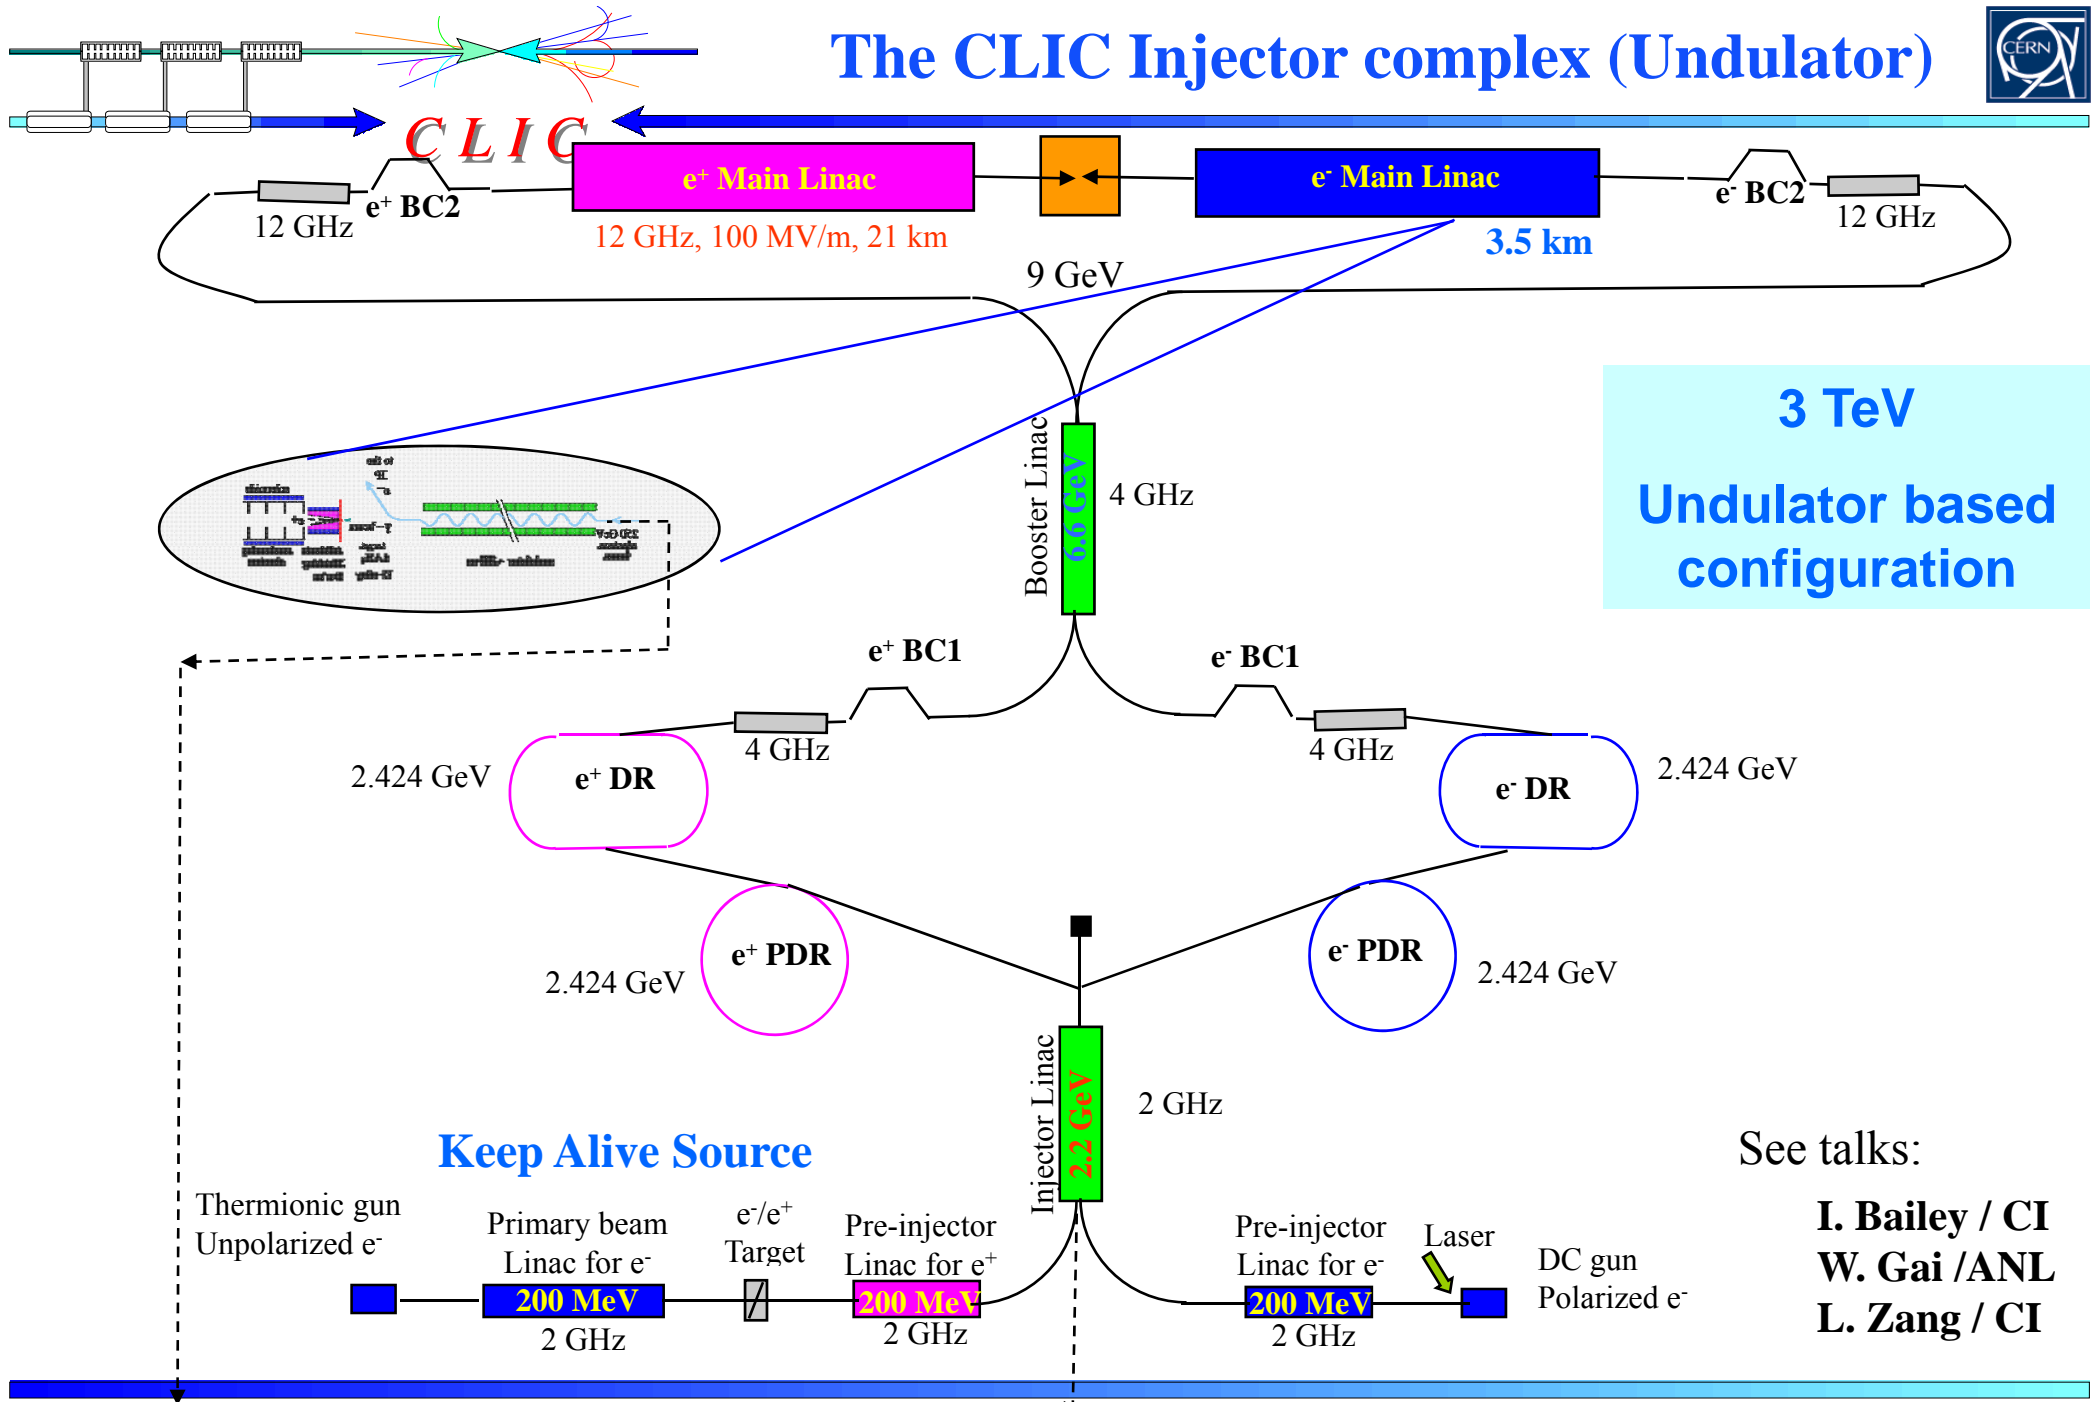 The CLIC Injector complex (Undulator)
CERN
C L I C
e⁺ Main Linac
e⁻ Main Linac
e⁺ BC2
e⁻ BC2
12 GHz
12 GHz
12 GHz, 100 MV/m, 21 km
3.5 km
9 GeV
3 TeV
Undulator based
configuration
Booster Linac
6.6 GeV
4 GHz
e⁺ BC1
e⁻ BC1
4 GHz
4 GHz
2.424 GeV
e⁺ DR
e⁻ DR
2.424 GeV
e⁺ PDR
e⁻ PDR
2.424 GeV
2.424 GeV
Injector Linac
2.2 GeV
2 GHz
Keep Alive Source
See talks:
I. Bailey / CI
W. Gai /ANL
L. Zang / CI
Thermionic gun
Unpolarized e⁻
Primary beam
Linac for e⁻
200 MeV
2 GHz
e⁻/e⁺
Target
Pre-injector
Linac for e⁺
200 MeV
2 GHz
Pre-injector
Linac for e⁻
200 MeV
2 GHz
Laser
DC gun
Polarized e⁻